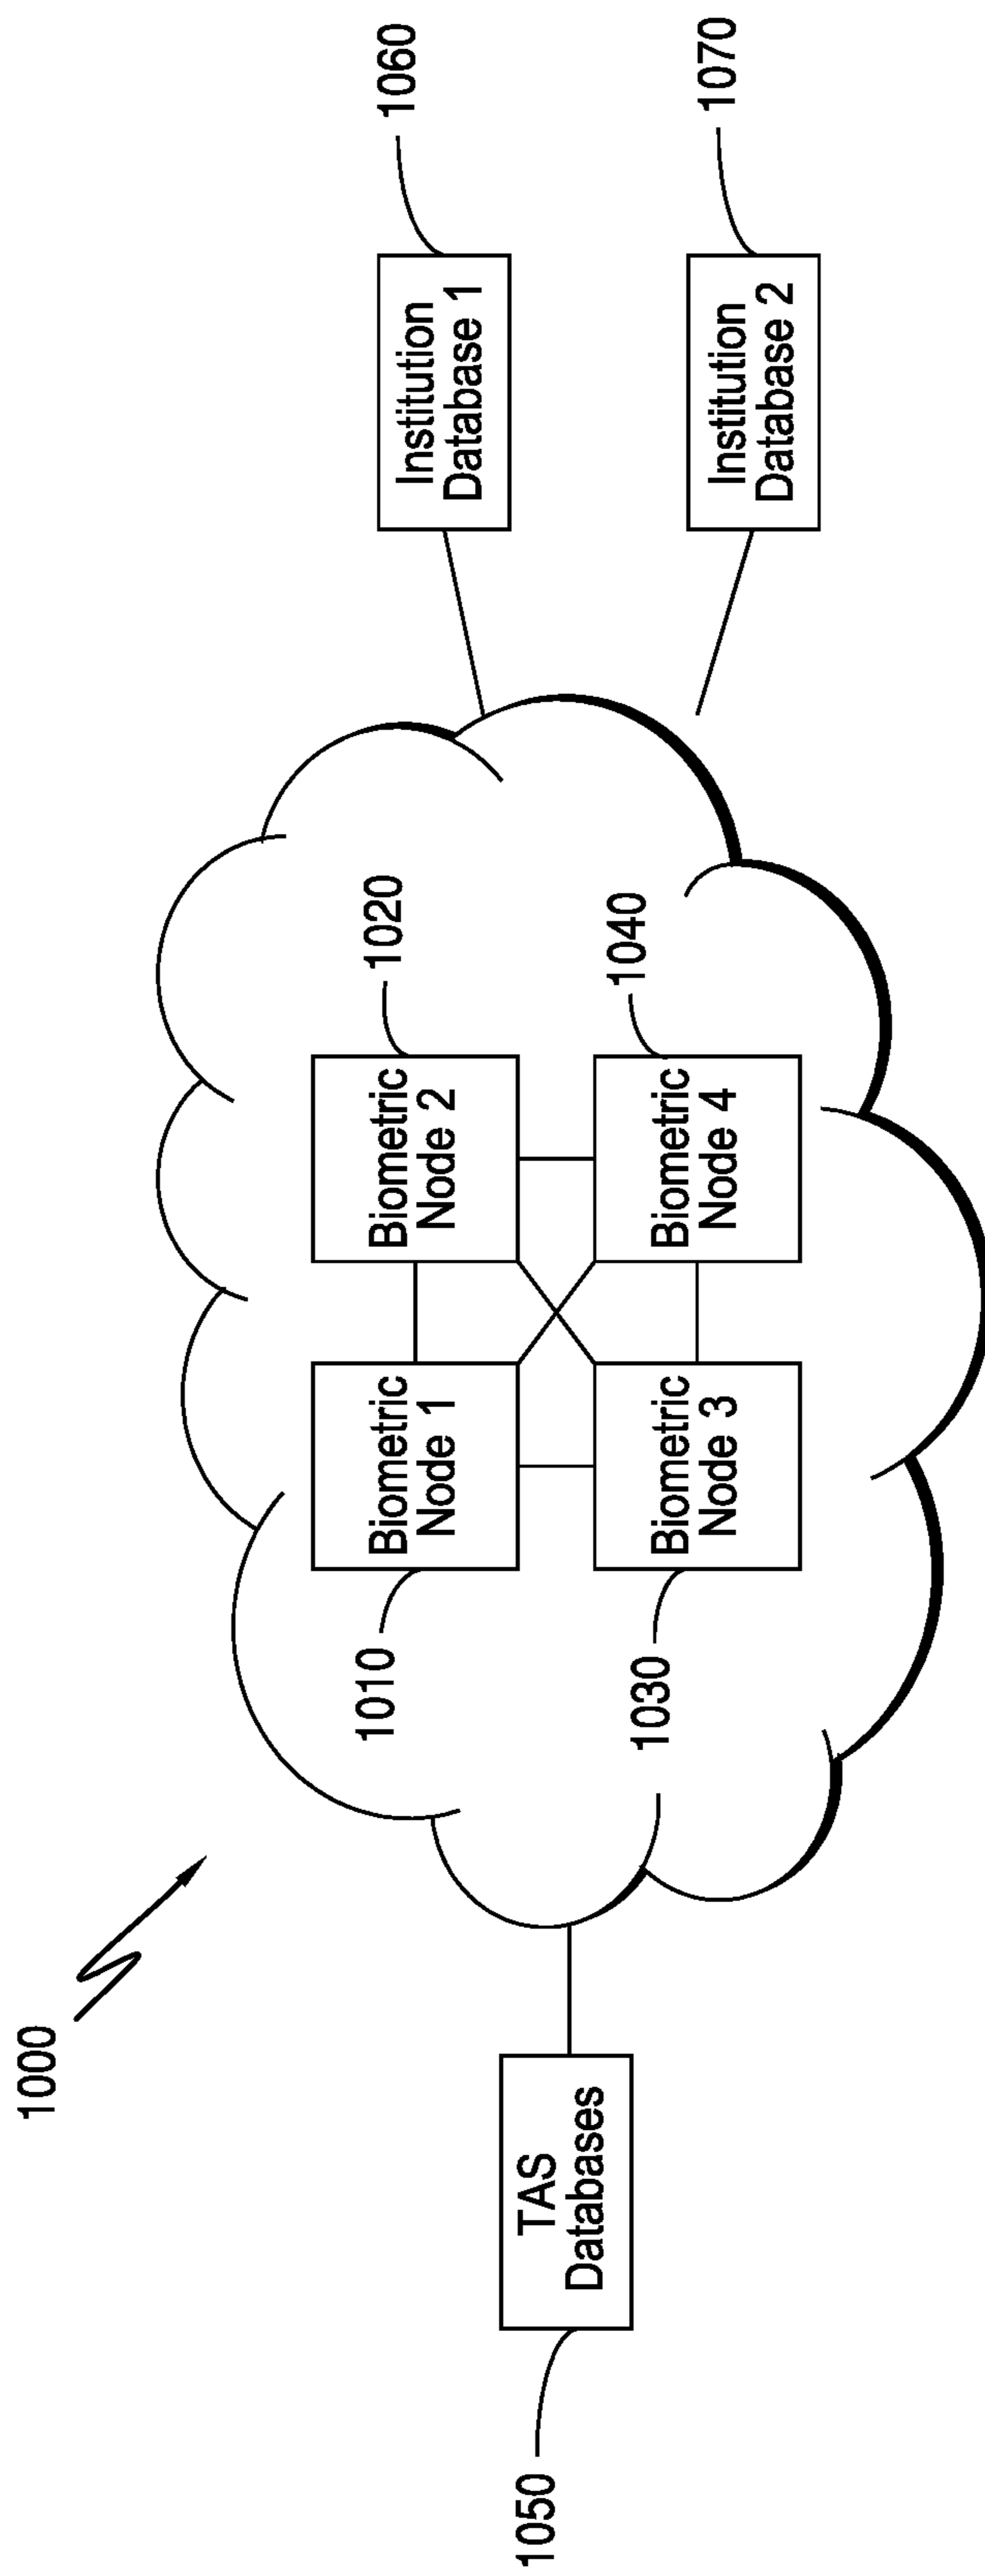 1000
1050
TAS
Databases
1010
Biometric
Node 1
1020
Biometric
Node 2
1030
Biometric
Node 3
1040
Biometric
Node 4
1060
Institution
Database 1
1070
Institution
Database 2